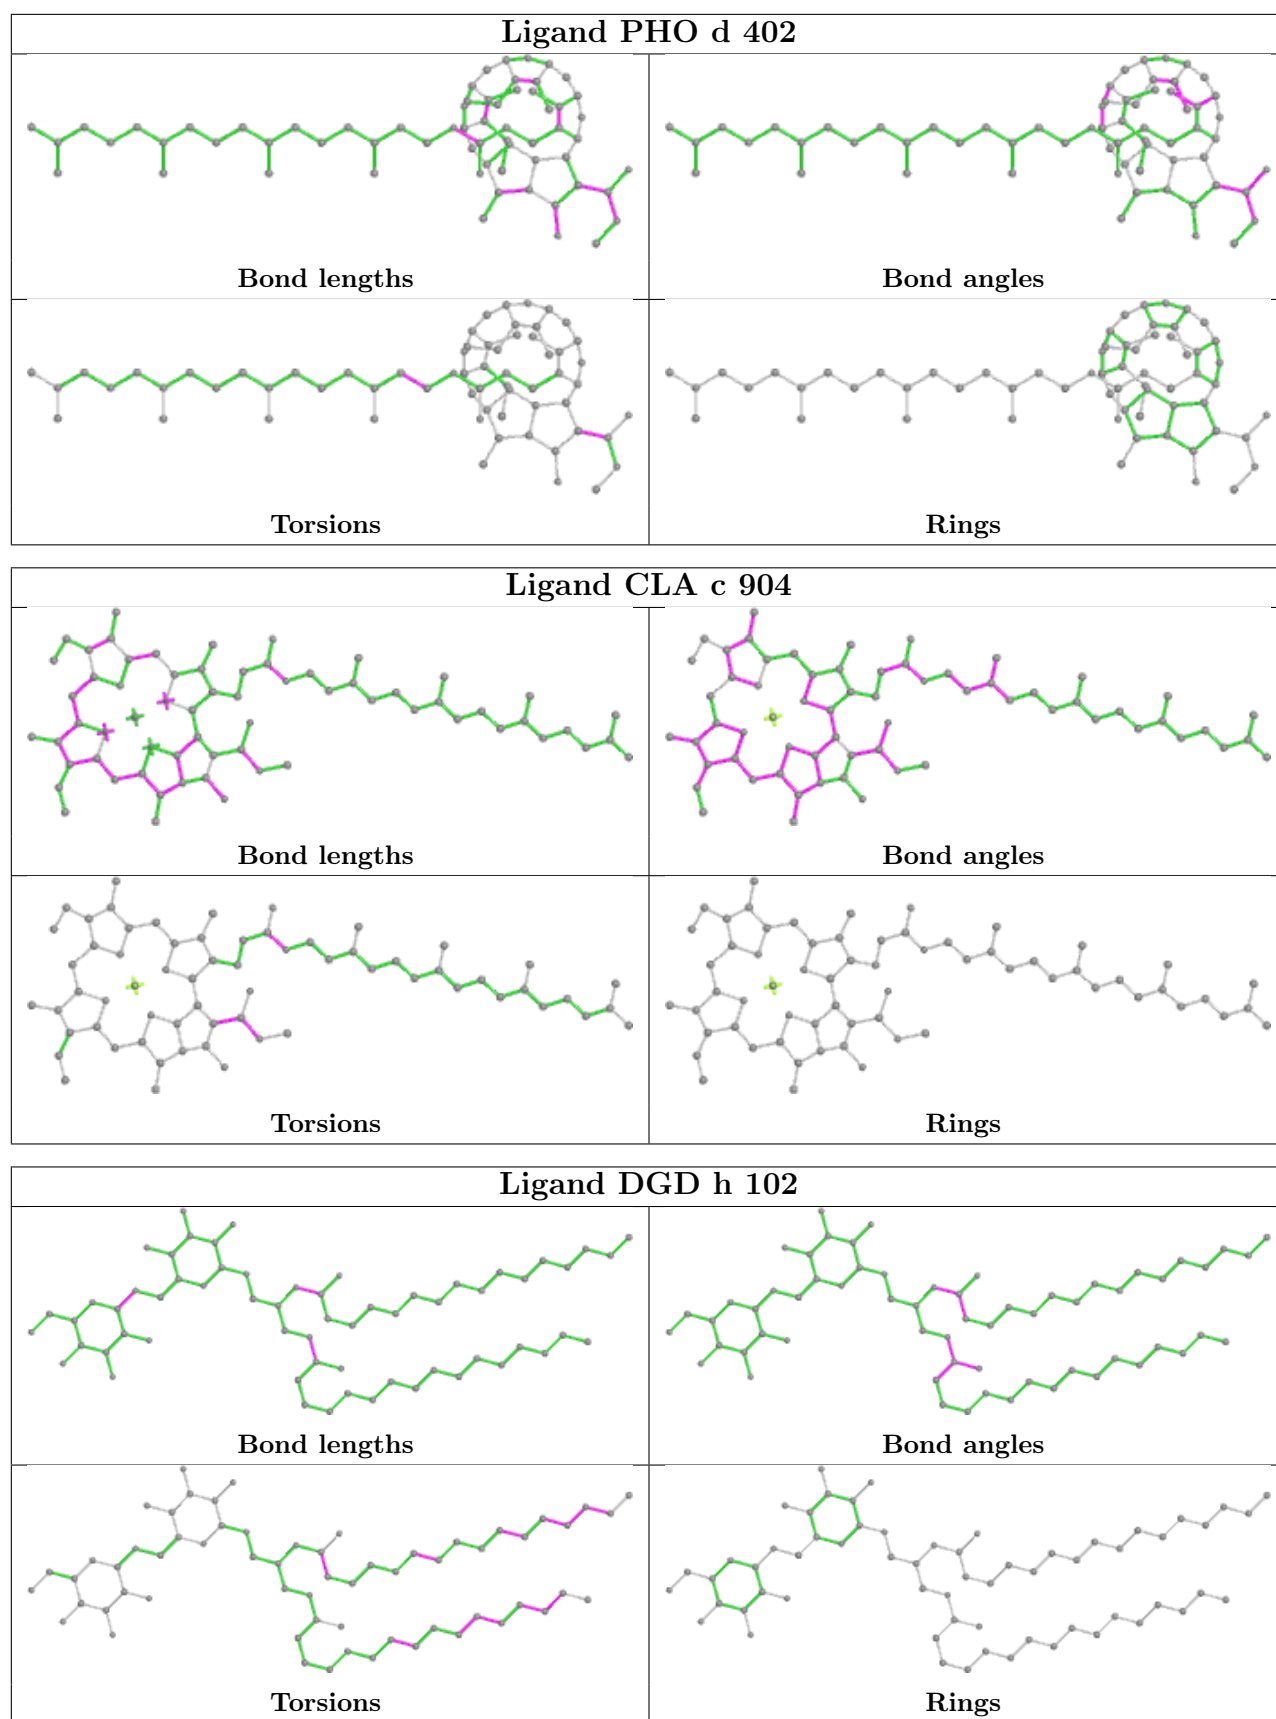 Ligand PHO d 402
Bond lengths
Bond angles
Torsions
Rings
Ligand CLA c 904
Bond lengths
Bond angles
Torsions
Rings
Ligand DGD h 102
Bond lengths
Bond angles
Torsions
Rings